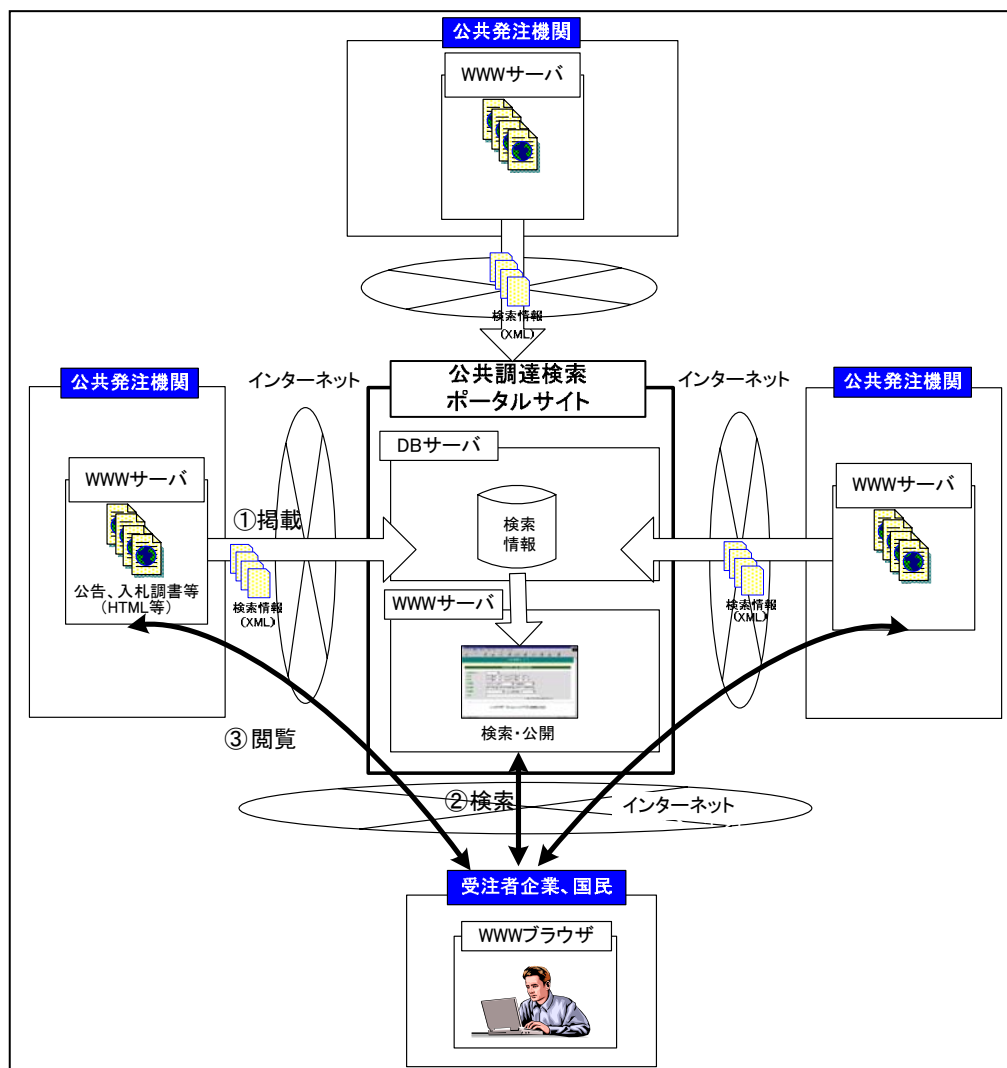 公共発注機関
WWWサーバ
検索情報
(XML)
公共発注機関
インターネット
公共調達検索
ポータルサイト
インターネット
公共発注機関
DBサーバ
WWWサーバ
WWWサーバ
①掲載
検索
情報
公告、入札調書等
(HTML等)
検索情報
(XML)
WWWサーバ
検索情報
(XML)
検索・公開
③閲覧
②検索
インターネット
受注者企業、国民
WWWブラウザ